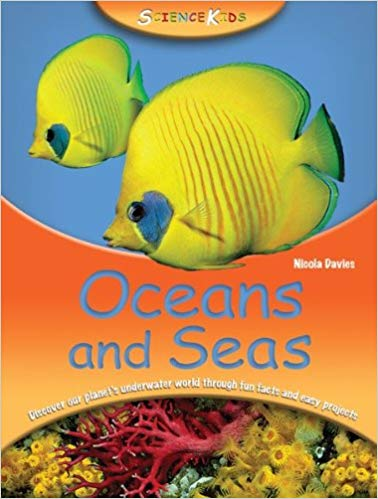 SCIENCEKIDS
Nicola Davies
Oceans
and Seas
Discover our planet's underwater world through fun facts and easy projects